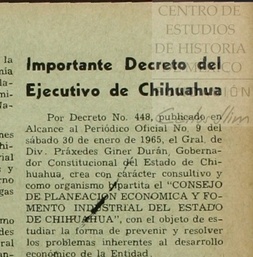 CENTRO DE
ESTUDIOS
DE HISTORIA
DE MÉXICO
Importante Decreto del
Ejecutivo de Chihuahua
Por Decreto No. 448, publicado en
Alcance al Periódico Oficial No. 9 del
sábado 30 de enero de 1965, el Gral. de
Div. Práxedes Giner Durán, Goberna-
dor Constitucional del Estado de Chi-
huahua, crea con carácter consultivo y
como organismo bipartita el "CONSEJO
DE PLANEACION ECONOMICA Y FO-
MENTO INDUSTRIAL DEL ESTADO
DE CHIHUAHUA", con el objeto de es-
tudiar la forma de prevenir y resolver
los problemas inherentes al desarrollo
económico de la Entidad.